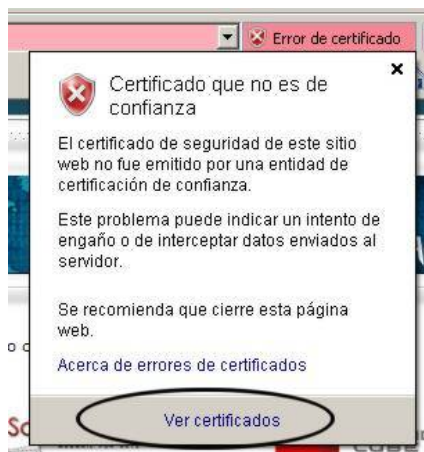 Error de certificado
Certificado que no es de
confianza
El certificado de seguridad de este sitio
web no fue emitido por una entidad de
certificación de confianza.
Este problema puede indicar un intento de
engaño o de interceptar datos enviados al
servidor.
Se recomienda que cierre esta página
web.
Acerca de errores de certificados
Ver certificados